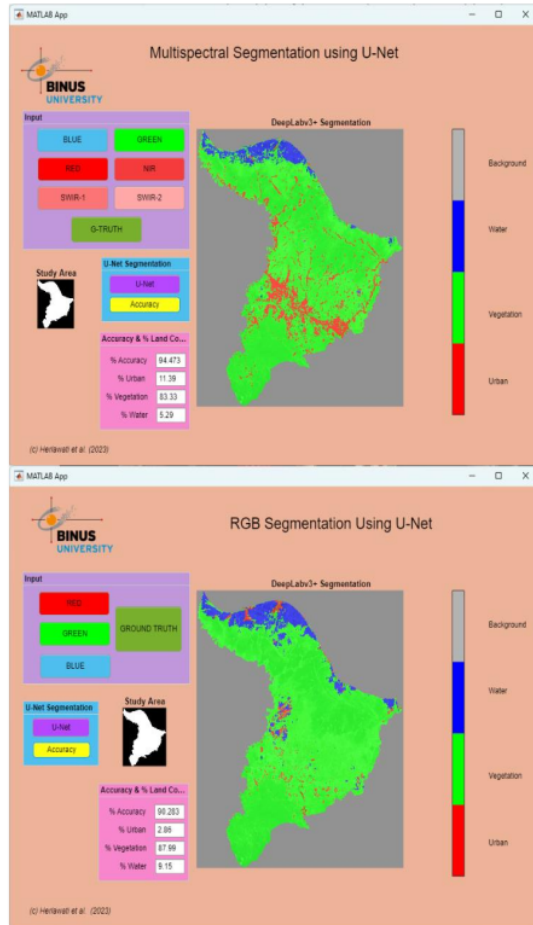 MATLAB App
Multispectral Segmentation using U-Net
BINUS
UNIVERSITY
Input
BLUE
GREEN
RED
NIR
SWIR-1
SWIR-2
G-TRUTH
Study Area
U-Net Segmentation
U-Net
Accuracy
Accuracy & % Land Co...
% Accuracy 94.473
% Urban 11.39
% Vegetation 83.33
% Water 5.29
DeepLabv3+ Segmentation
Background
Water
Vegetation
Urban
(c) Herlawati et al. (2023)
MATLAB App
RGB Segmentation Using U-Net
BINUS
UNIVERSITY
Input
RED
GREEN
BLUE
GROUND TRUTH
U-Net Segmentation
U-Net
Accuracy
Study Area
Accuracy & % Land Co...
% Accuracy 90.283
% Urban 2.86
% Vegetation 87.99
% Water 9.15
DeepLabv3+ Segmentation
Background
Water
Vegetation
Urban
(c) Herlawati et al. (2023)